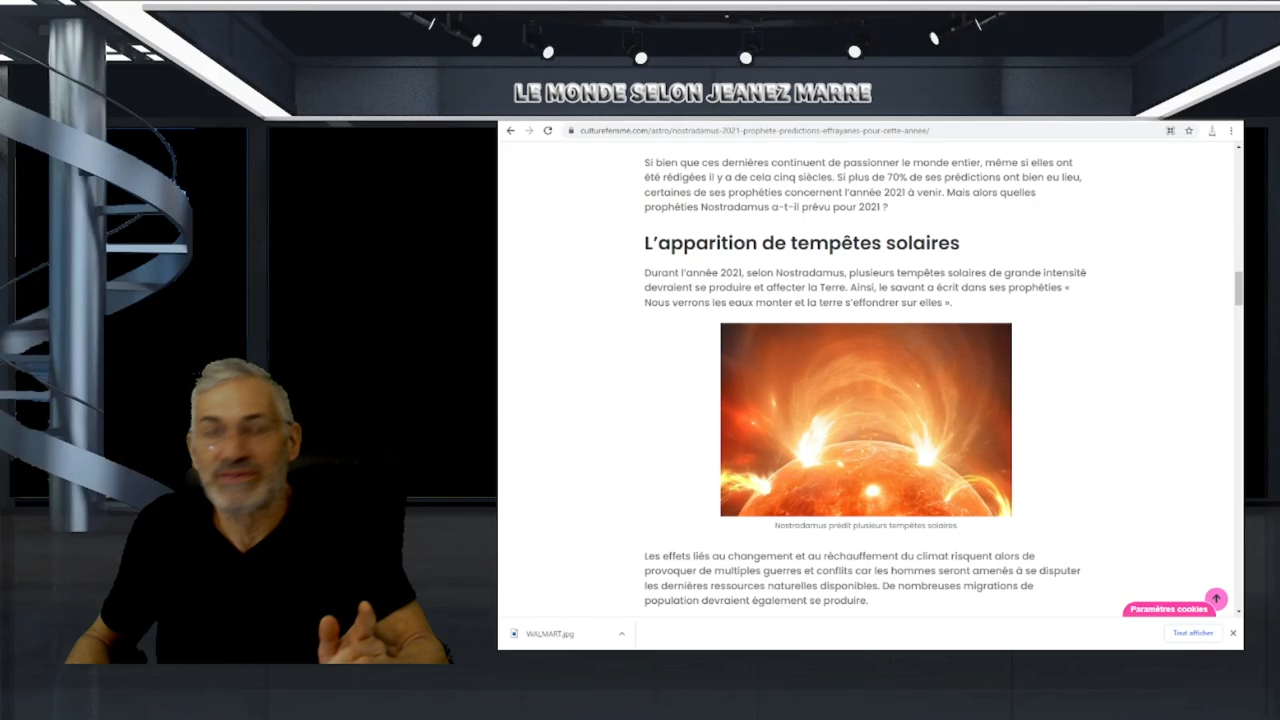 LE MONDE SELON JEANEZ MARRE
culturefemme.com/astro/nostradamus-2021-prophete-predictions-effrayanes-pour-cette-annee/
Si bien que ces dernières continuent de passionner le monde entier, même si elles ont
été rédigées il y a de cela cinq siècles. Si plus de 70% de ses prédictions ont bien eu lieu,
certaines de ses prophéties concernent l'année 2021 à venir. Mais alors quelles
prophéties Nostradamus a-t-il prévu pour 2021 ?
L'apparition de tempêtes solaires
Durant l'année 2021, selon Nostradamus, plusieurs tempêtes solaires de grande intensité
devraient se produire et affecter la Terre. Ainsi, le savant a écrit dans ses prophéties «
Nous verrons les eaux monter et la terre s'effondrer sur elles ».
Nostradamus prédit plusieurs tempêtes solaires
Les effets liés au changement et au réchauffement du climat risquent alors de
provoquer de multiples guerres et conflits car les hommes seront amenés à se disputer
les dernières ressources naturelles disponibles. De nombreuses migrations de
population devraient également se produire.
Paramètres cookies
WALMART.jpg
Tout afficher